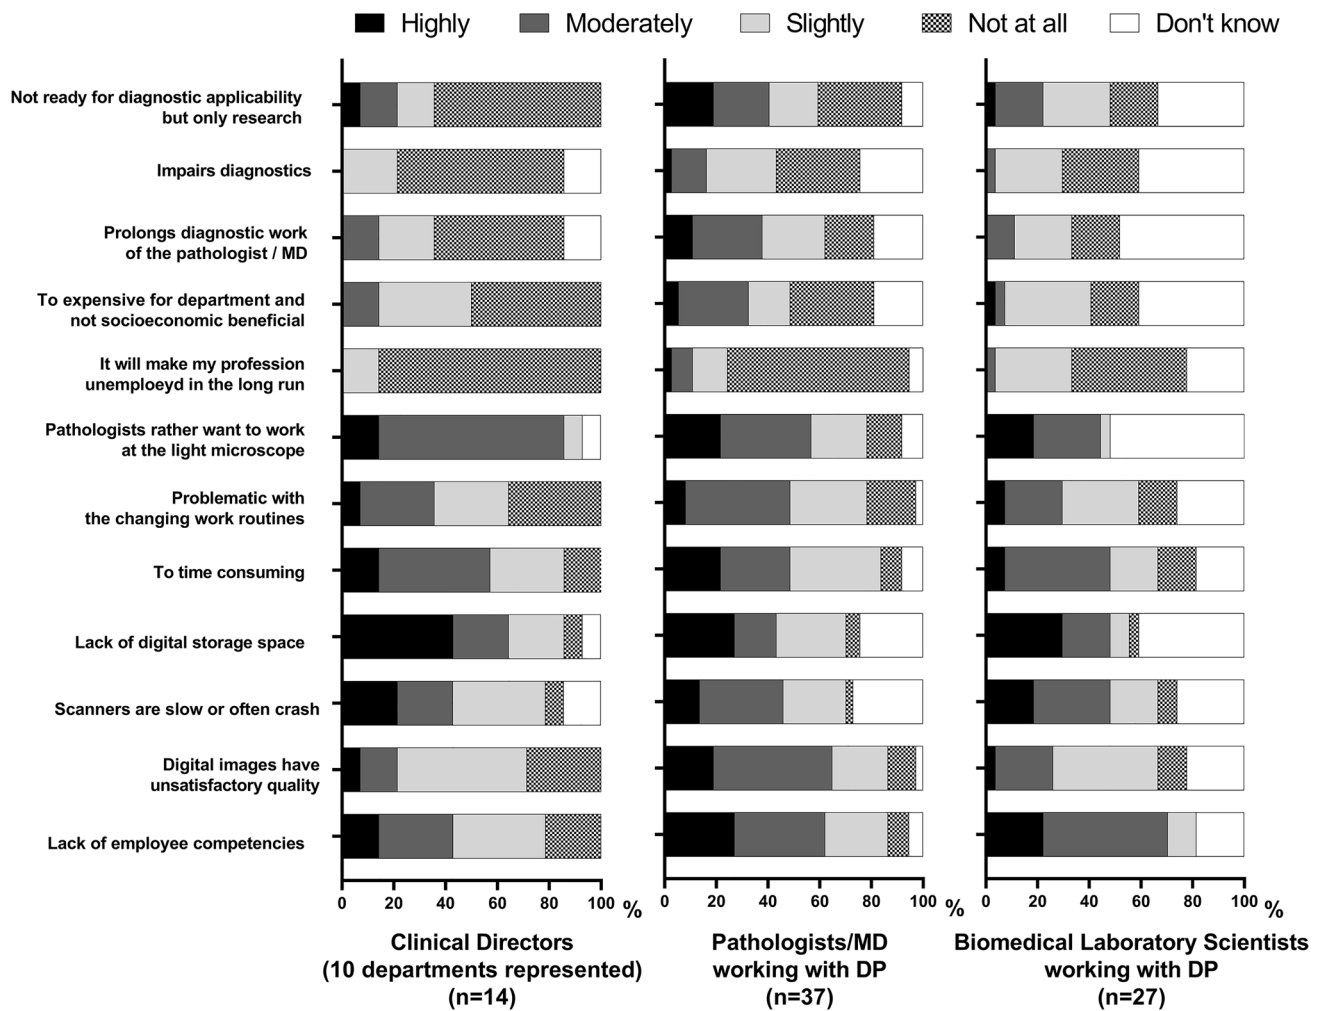 Highly Moderately Slightly Not at all Don't know
Not ready for diagnostic applicability
but only research
Impairs diagnostics
Prolongs diagnostic work
of the pathologist / MD
To expensive for department and
not socioeconomic beneficial
It will make my profession
unemploeyd in the long run
Pathologists rather want to work
at the light microscope
Problematic with
the changing work routines
To time consuming
Lack of digital storage space
Scanners are slow or often crash
Digital images have
unsatisfactory quality
Lack of employee competencies
0 20 40 60 80 100 %
0 20 40 60 80 100 %
0 20 40 60 80 100 %
Clinical Directors
(10 departments represented)
(n=14)
Pathologists/MD
working with DP
(n=37)
Biomedical Laboratory Scientists
working with DP
(n=27)